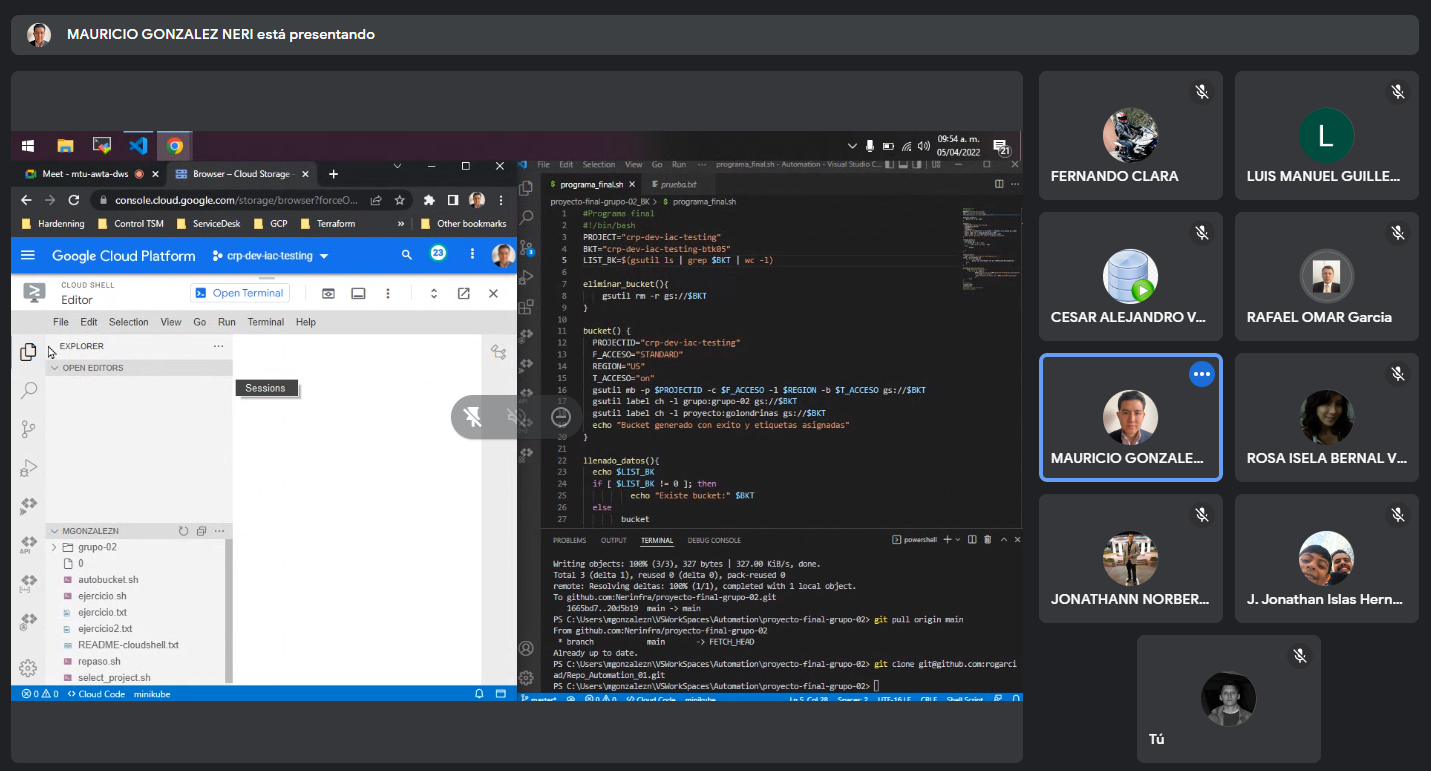 MAURICIO GONZALEZ NERI está presentando
09:54 a. m.
05/04/2022
21
Meet - mtu-awta-dws
Browser – Cloud Storage -
console.cloud.google.com/storage/browser?forceO...
Hardenning
Control TSM
ServiceDesk
GCP
Terraform
»
Other bookmarks
Google Cloud Platform
crp-dev-iac-testing
23
CLOUD SHELL
Editor
Open Terminal
File Edit Selection View Go Run Terminal Help
EXPLORER
OPEN EDITORS
Sessions
MGONZALEZN
grupo-02
0
autobucket.sh
ejercicio.sh
ejercicio.txt
ejercicio2.txt
README-cloudshell.txt
repaso.sh
select_project.sh
API
0 0 Cloud Code minikube
File Edit Selection View Go Run ··· programa_final.sh - Automation - Visual Studio C...
programa_final.sh
prueba.txt
proyecto-final-grupo-02_BK > $ programa_final.sh
1 #Programa final
2 #!/bin/bash
3 PROJECT="crp-dev-iac-testing"
4 BKT="crp-dev-iac-testing-btk05"
5 LIST_BK=$(gsutil ls | grep $BKT | wc -l)
6
7 eliminar_bucket(){
8 gsutil rm -r gs://$BKT
9 }
10
11 bucket() {
12 PROJECTID="crp-dev-iac-testing"
13 F_ACCESO="STANDARD"
14 REGION="US"
15 T_ACCESO="on"
16 gsutil mb -p $PROJECTID -c $F_ACCESO -l $REGION -b $T_ACCESO gs://$BKT
17 gsutil label ch -l grupo:grupo-02 gs://$BKT
18 gsutil label ch -l proyecto:golondrinas gs://$BKT
19 echo "Bucket generado con exito y etiquetas asignadas"
20 }
21
22 llenado_datos(){
23 echo $LIST_BK
24 if [ $LIST_BK != 0 ]; then
25 echo "Existe bucket:" $BKT
26 else
27 bucket
PROBLEMS OUTPUT TERMINAL DEBUG CONSOLE
powershell
Writing objects: 100% (3/3), 327 bytes | 327.00 KiB/s, done.
Total 3 (delta 1), reused 0 (delta 0), pack-reused 0
remote: Resolving deltas: 100% (1/1), completed with 1 local object.
To github.com:Nerinfra/proyecto-final-grupo-02.git
1665bd7..20d5b19 main -> main
PS C:\Users\mgonzalezn\VSWorkSpaces\Automation\proyecto-final-grupo-02> git pull origin main
From github.com:Nerinfra/proyecto-final-grupo-02
* branch main -> FETCH_HEAD
Already up to date.
PS C:\Users\mgonzalezn\VSWorkSpaces\Automation\proyecto-final-grupo-02> git clone git@github.com:rogarci
ad/Repo_Automation_01.git
PS C:\Users\mgonzalezn\VSWorkSpaces\Automation\proyecto-final-grupo-02>
master* 0 0 Cloud Code minikube Ln 5, Col 28 Spaces: 2 UTF-16 LE CRLF Shell Script
FERNANDO CLARA
L
LUIS MANUEL GUILLE...
CESAR ALEJANDRO V...
RAFAEL OMAR Garcia
MAURICIO GONZALE...
ROSA ISELA BERNAL V...
JONATHANN NORBER...
J. Jonathan Islas Hern...
Tú